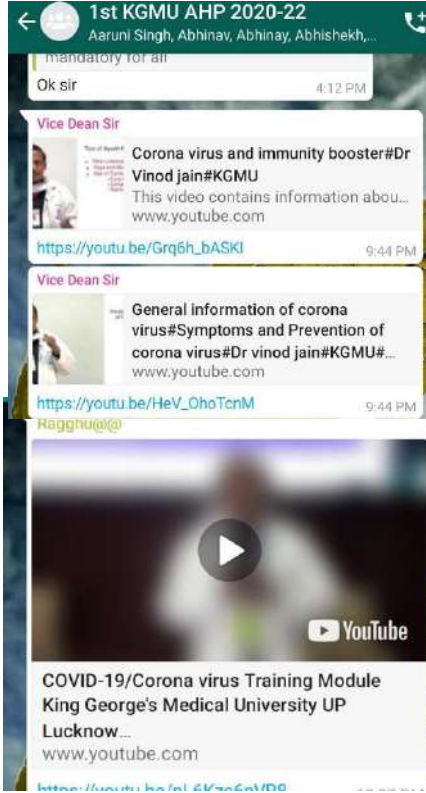 1st KGMU AHP 2020-22
Aaruni Singh, Abhinav, Abhinay, Abhishekh,...
mandatory for all
Ok sir
4:12 PM
Vice Dean Sir
Corona virus and immunity booster#Dr
Vinod jain#KGMU
This video contains information abou...
www.youtube.com
https://youtu.be/Grq6h_bASKI
9:44 PM
Vice Dean Sir
General information of corona
virus#Symptoms and Prevention of
corona virus#Dr vinod jain#KGMU#...
www.youtube.com
https://youtu.be/HeV_OhoTcnM
9:44 PM
Ragghu@@
YouTube
COVID-19/Corona virus Training Module
King George's Medical University UP
Lucknow...
www.youtube.com